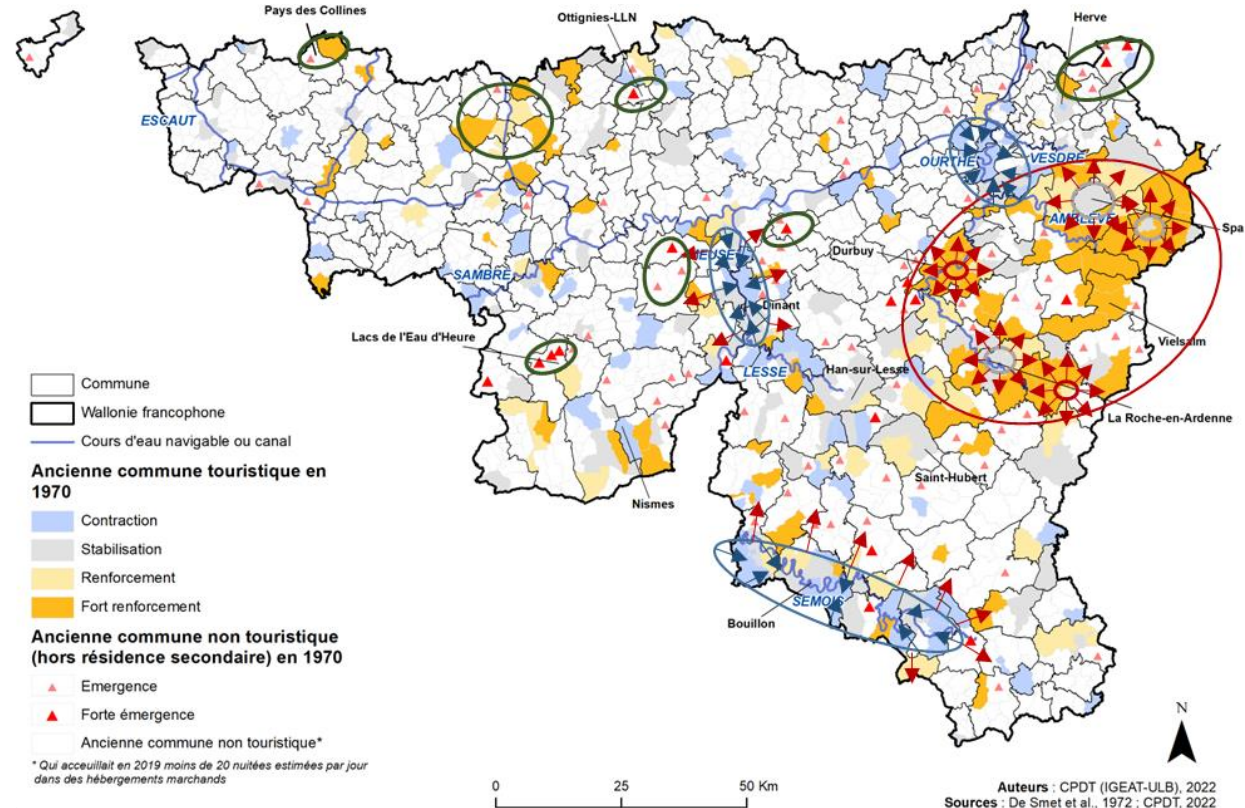 Pays des Collines
Ottignies-LLN
Herve
ESCAUT
OURTHE
VESDRE
AMBLEVE
Spa
MEUSE
Durbuy
SAMBRE
Dinant
Vielsalm
Lacs de l'Eau d'Heure
LESSE
Han-sur-Lesse
La Roche-en-Ardenne
Saint-Hubert
Nismes
Bouillon
SEMOIS
Commune
Wallonie francophone
Cours d'eau navigable ou canal
Ancienne commune touristique en
1970
Contraction
Stabilisation
Renforcement
Fort renforcement
Ancienne commune non touristique
(hors résidence secondaire) en 1970
Emergence
Forte émergence
Ancienne commune non touristique*
* Qui acceuillait en 2019 moins de 20 nuitées estimées par jour
dans des hébergements marchands
0 25 50 Km
N
Auteurs : CPDT (IGEAT-ULB), 2022
Sources : De Smet et al., 1972 ; CPDT, 2022